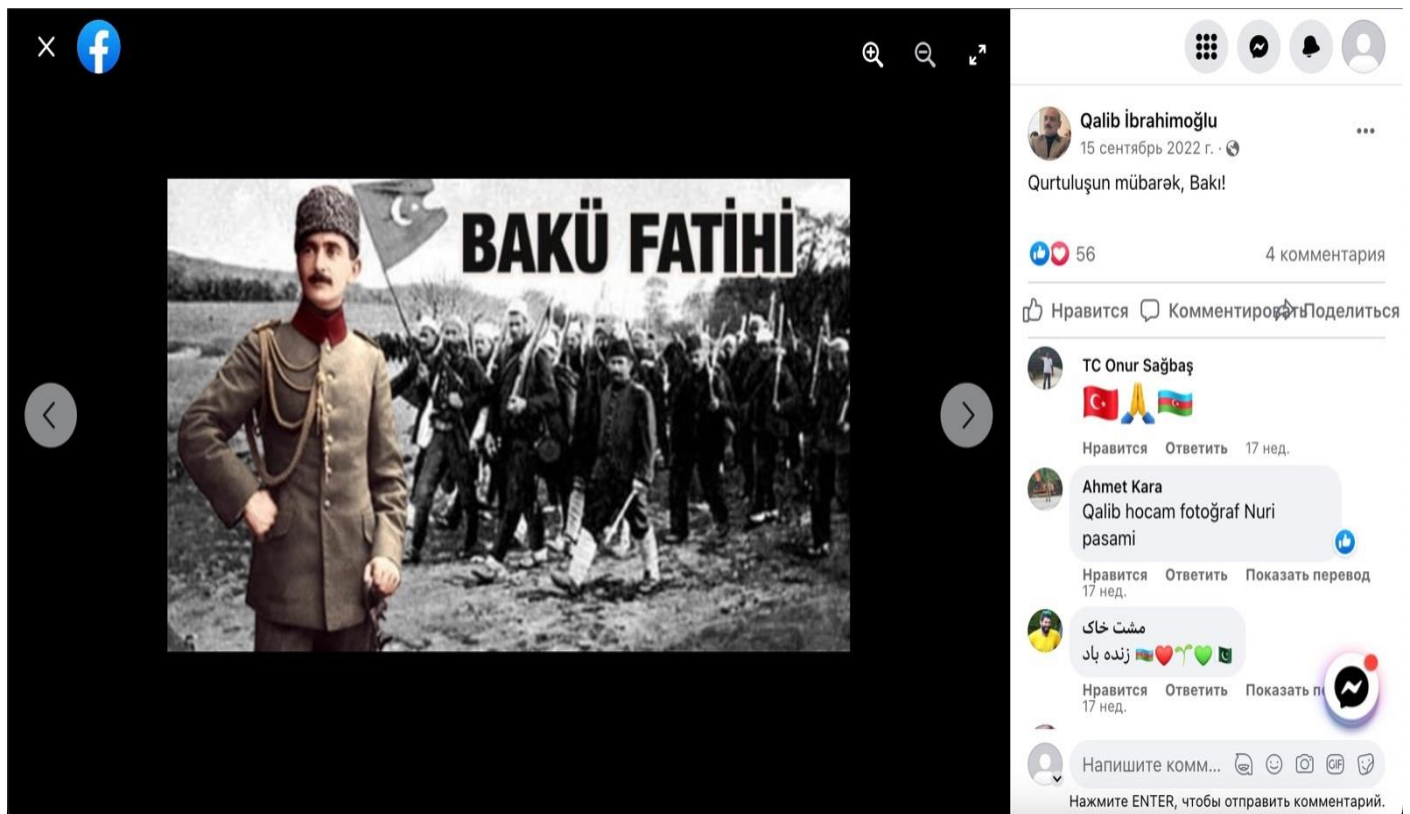 BAKÜ FATİHİ
Qalib İbrahimoğlu
15 сентябрь 2022 г. ·
Qurtuluşun mübarək, Bakı!
56
4 комментария
Нравится
Комментировать
Поделиться
TC Onur Sağbaş
Нравится Ответить 17 нед.
Ahmet Kara
Qalib hocam fotoğraf Nuri
pasami
Нравится Ответить Показать перевод
17 нед.
مشت خاک
زنده باد
Нравится Ответить Показать
17 нед.
Напишите комм...
GIF
Нажмите ENTER, чтобы отправить комментарий.